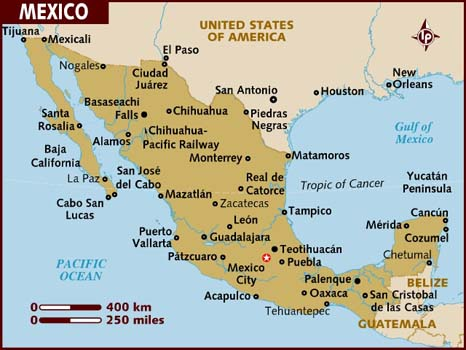 MEXICO
UNITED STATES
OF AMERICA
lp
Tijuana
Mexicali
El Paso
Nogales
Ciudad
Juárez
San Antonio
Houston
New
Orleans
Basaseachi
Falls
Chihuahua
Piedras
Negras
Santa
Rosalia
Chihuahua-
Pacific Railway
Gulf of
Mexico
Alamos
Monterrey
Matamoros
Baja
California
San José
del Cabo
La Paz
Real de
Catorce
Tropic of Cancer
Yucatán
Peninsula
Mazatlán
Cabo San
Lucas
Zacatecas
Tampico
Cancún
León
Mérida
Puerto
Vallarta
Guadalajara
Cozumel
Teotihuacán
Chetumal
Pátzcuaro
Puebla
PACIFIC
OCEAN
Mexico
City
Palenque
BELIZE
Acapulco
Oaxaca
San Cristobal
de las Casas
Tehuantepec
GUATEMALA
0
400 km
0
250 miles